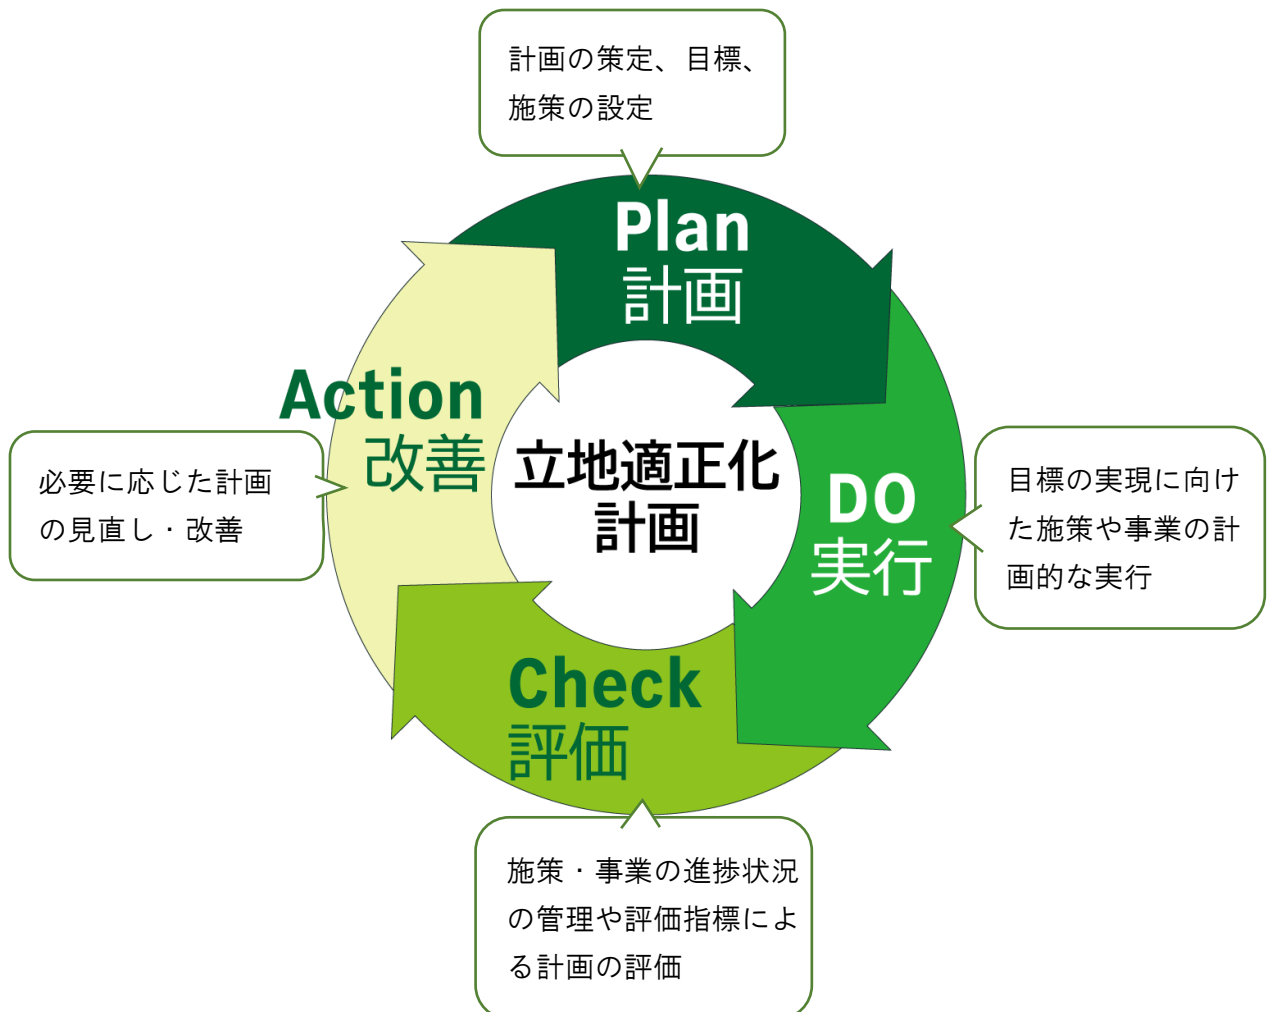 計画の策定、目標、
施策の設定
Plan
計画
Action
改善
必要に応じた計画
の見直し・改善
立地適正化
計画
DO
実行
目標の実現に向け
た施策や事業の計
画的な実行
Check
評価
施策・事業の進捗状況
の管理や評価指標によ
る計画の評価